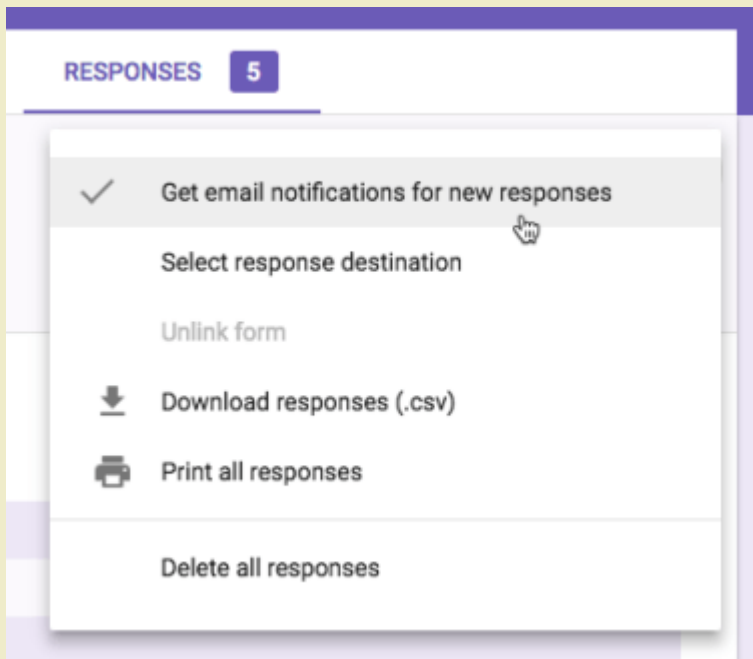 RESPONSES 5
Get email notifications for new responses
Select response destination
Unlink form
Download responses (.csv)
Print all responses
Delete all responses